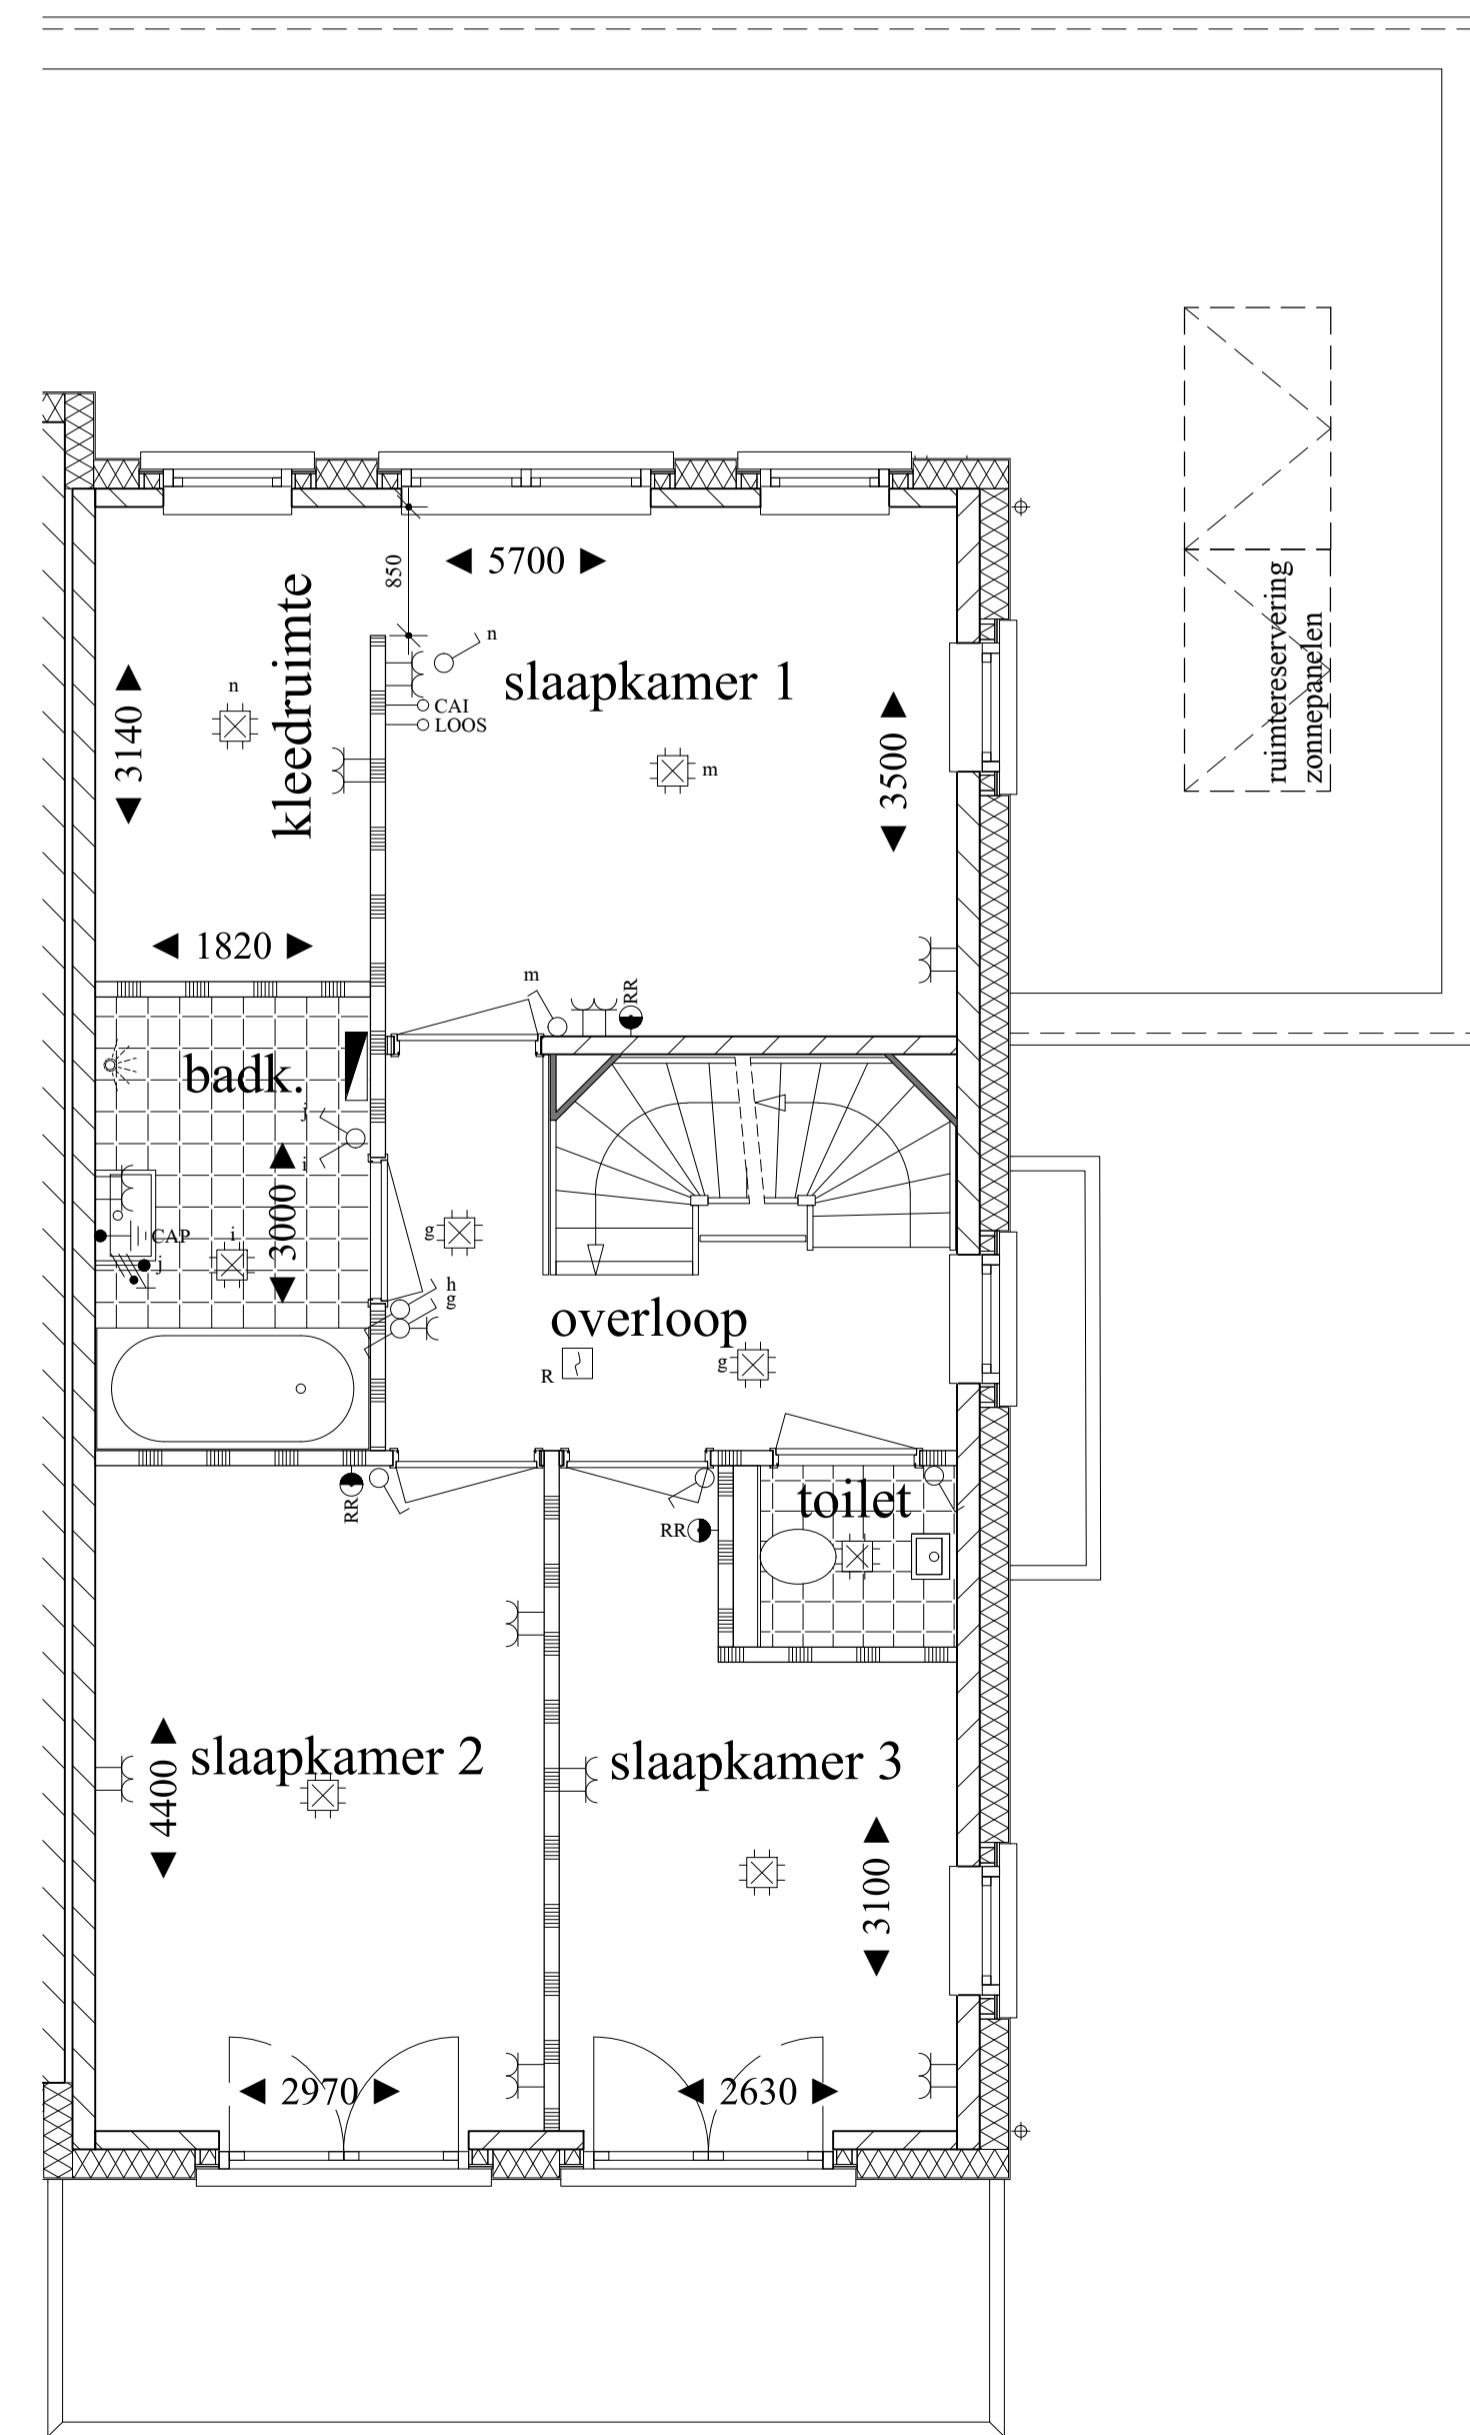 5700
850
n
kleedruimte
slaapkamer 1
n
CAI
LOOS
3140
m
3500
ruimtereservering
zonnepanelen
1820
m
RR
badk.
j
i
3000
CAP
i
j
g
h
g
overloop
R
g
RR
toilet
RR
slaapkamer 2
slaapkamer 3
4400
3100
2970
2630